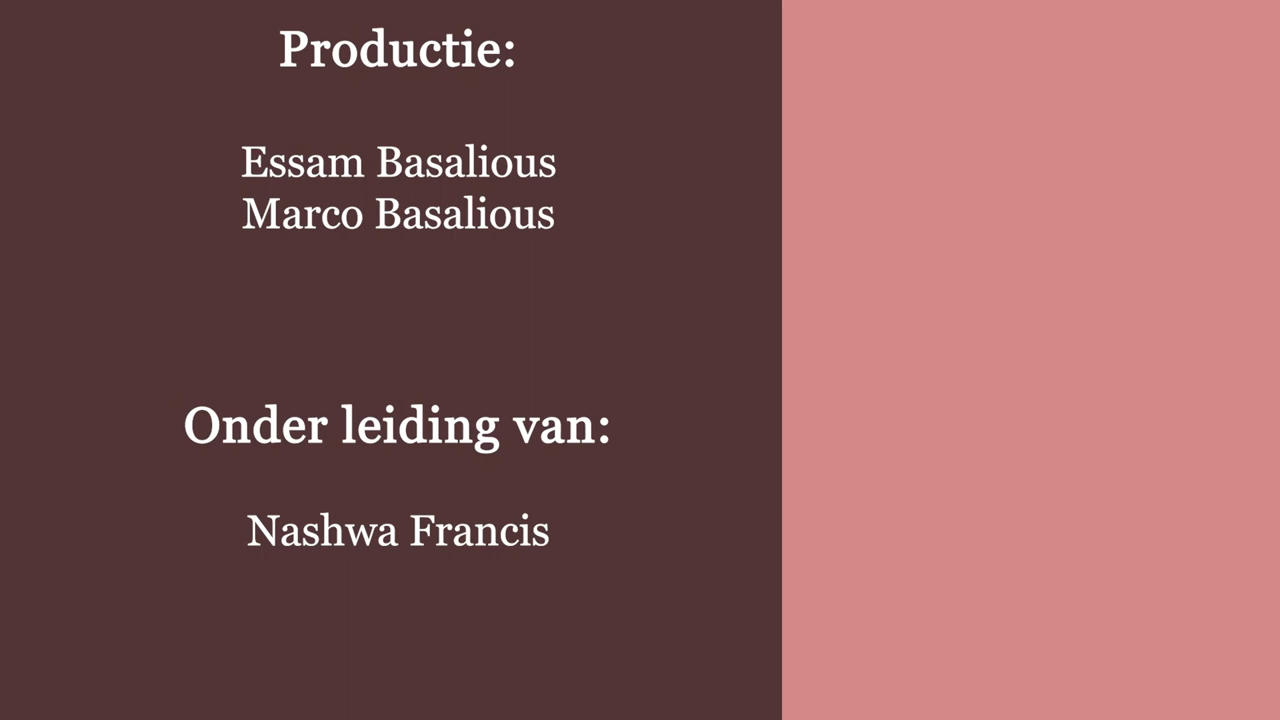 Productie:
Essam Basalious
Marco Basalious
Onder leiding van:
Nashwa Francis